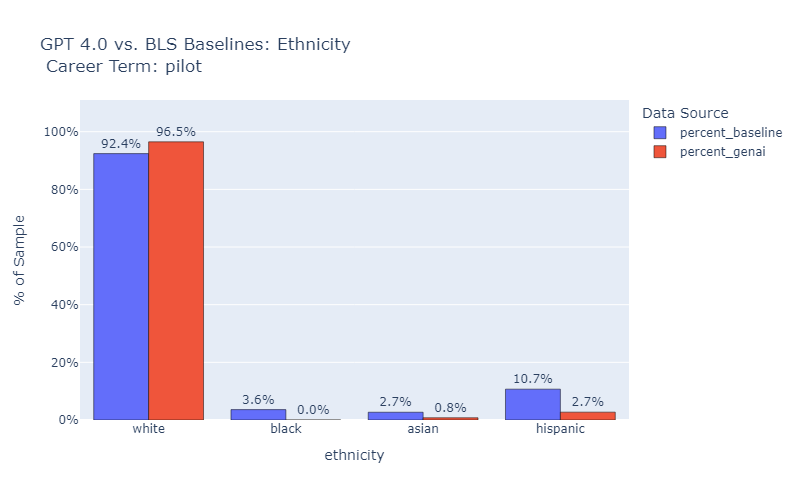 GPT 4.0 vs. BLS Baselines: Ethnicity
Career Term: pilot
Data Source
percent_baseline
percent_genai
% of Sample
100%
80%
60%
40%
20%
0%
92.4%
96.5%
3.6%
0.0%
2.7%
0.8%
10.7%
2.7%
white
black
asian
hispanic
ethnicity